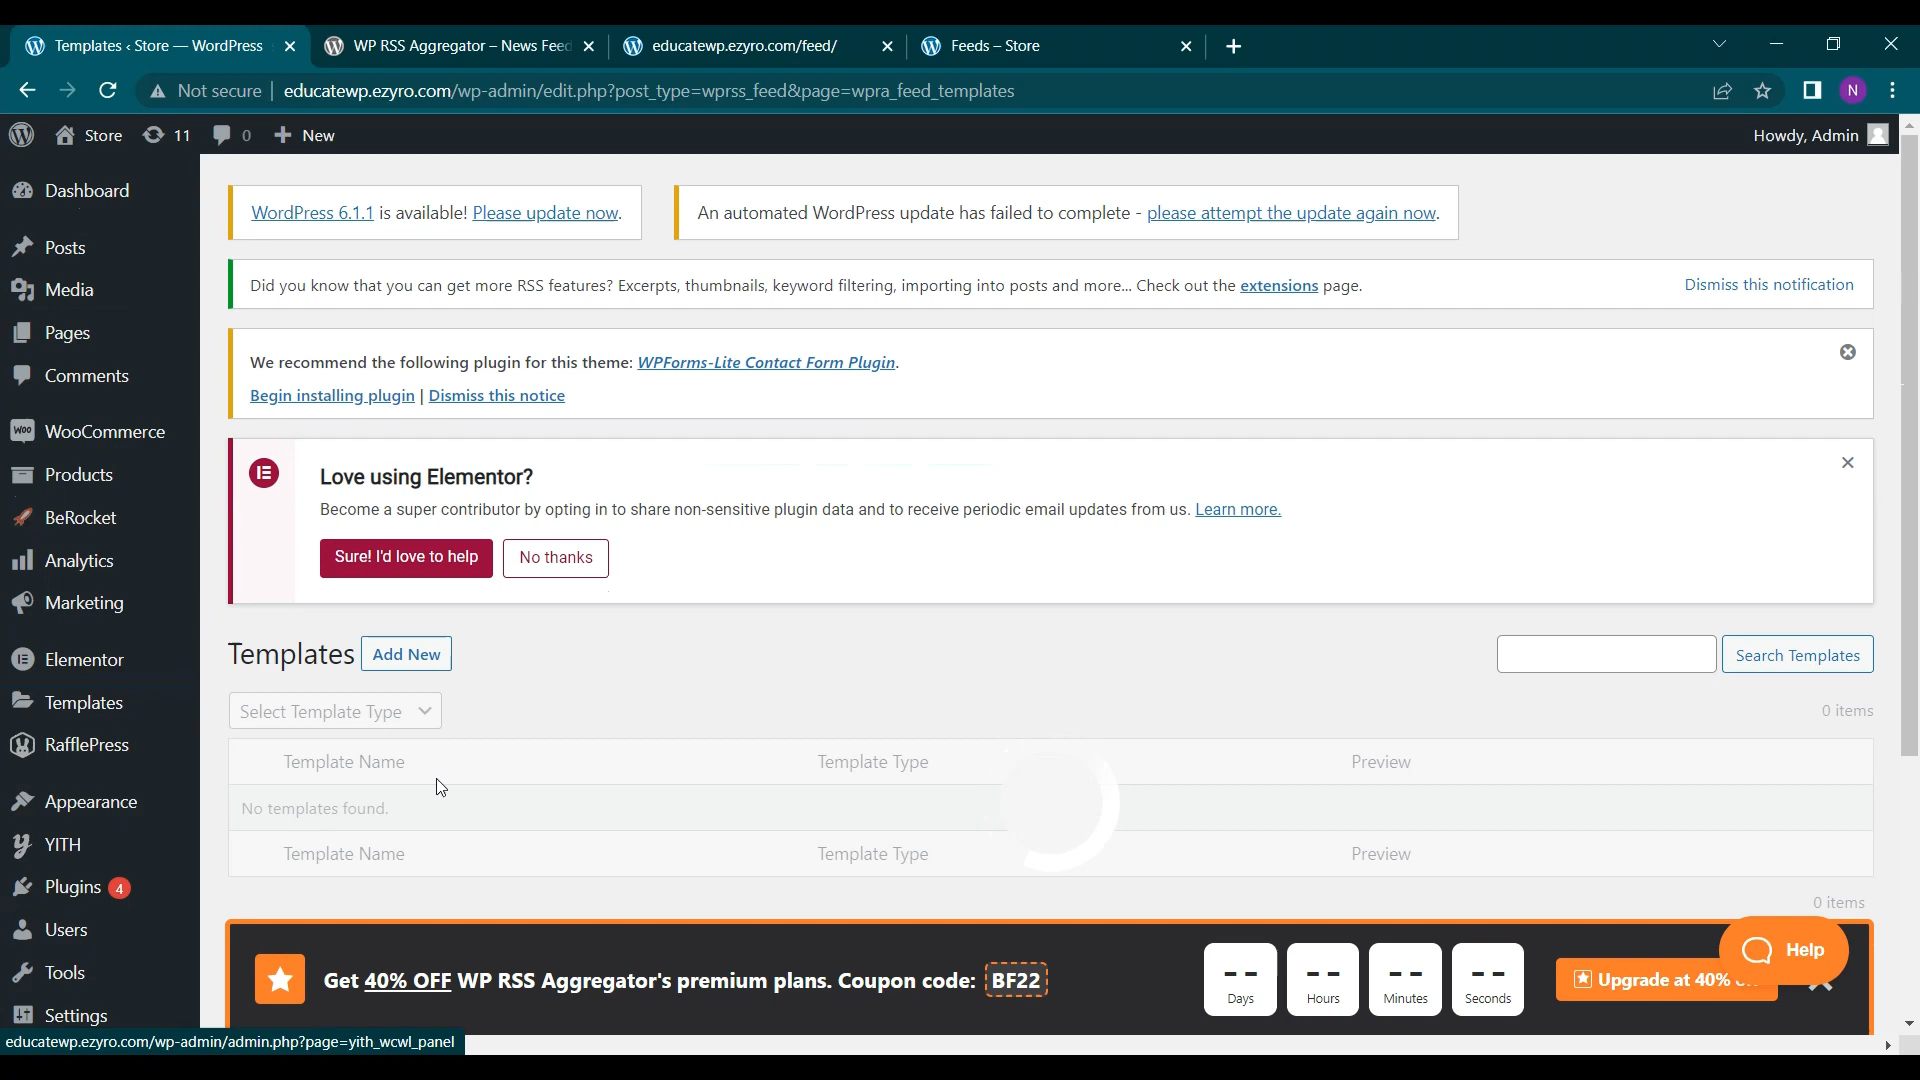 Templates ‹ Store — WordPress
WP RSS Aggregator – News Feed
educatewp.ezyro.com/feed/
Feeds – Store
Not secure
educatewp.ezyro.com/wp-admin/edit.php?post_type=wprss_feed&page=wpra_feed_templates
N
Store
11
0
New
Howdy, Admin
Dashboard
Posts
Media
Pages
Comments
WooCommerce
Products
BeRocket
Analytics
Marketing
Elementor
Templates
RafflePress
Appearance
YITH
Plugins 4
Users
Tools
Settings
WordPress 6.1.1 is available! Please update now.
An automated WordPress update has failed to complete - please attempt the update again now.
Did you know that you can get more RSS features? Excerpts, thumbnails, keyword filtering, importing into posts and more... Check out the extensions page.
Dismiss this notification
We recommend the following plugin for this theme: WPForms-Lite Contact Form Plugin.
Begin installing plugin | Dismiss this notice
Love using Elementor?
Become a super contributor by opting in to share non-sensitive plugin data and to receive periodic email updates from us. Learn more.
Sure! I'd love to help
No thanks
Templates
Add New
Search Templates
Select Template Type
0 items
Template Name
Template Type
Preview
No templates found.
Template Name
Template Type
Preview
0 items
Get 40% OFF WP RSS Aggregator's premium plans. Coupon code: BF22
-- Days
-- Hours
-- Minutes
-- Seconds
Upgrade at 40%
Help
educatewp.ezyro.com/wp-admin/admin.php?page=yith_wcwl_panel